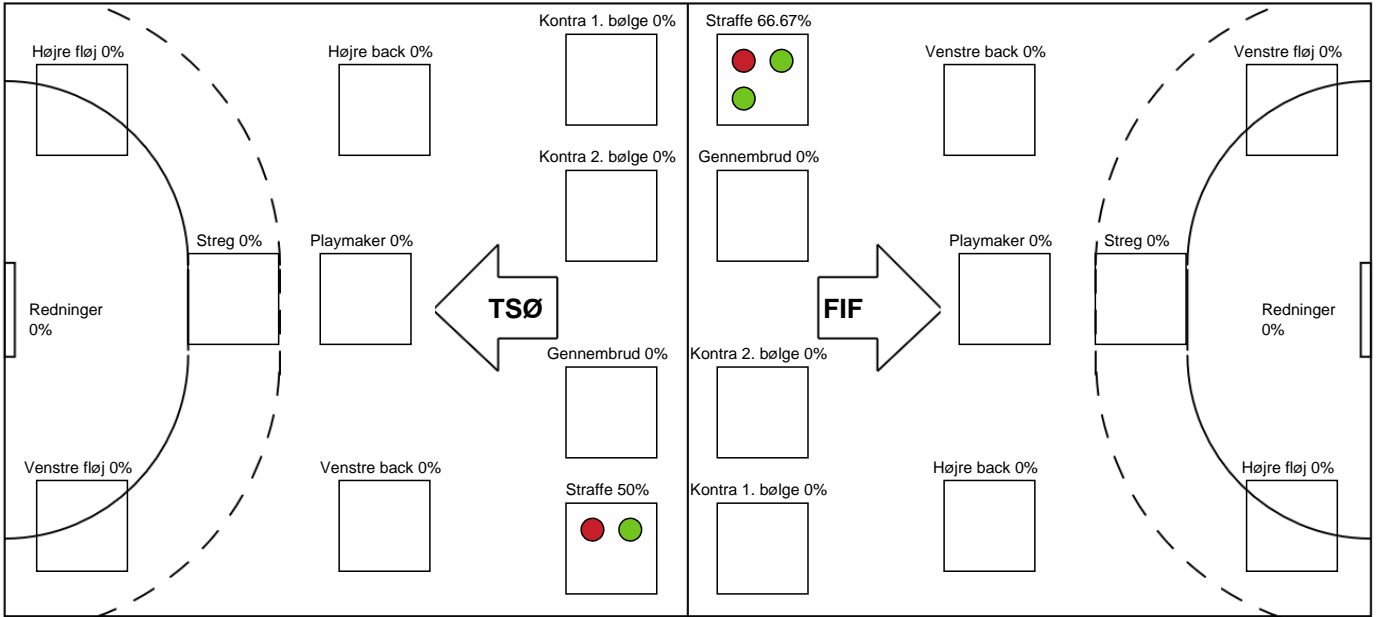 Kontra 1. bølge 0%
Straffe 66.67%
Højre fløj 0%
Højre back 0%
Venstre back 0%
Venstre fløj 0%
Kontra 2. bølge 0%
Gennembrud 0%
Streg 0%
Playmaker 0%
Playmaker 0%
Streg 0%
Redninger
0%
TSØ
FIF
Redninger
0%
Gennembrud 0%
Kontra 2. bølge 0%
Venstre fløj 0%
Venstre back 0%
Højre back 0%
Højre fløj 0%
Straffe 50%
Kontra 1. bølge 0%